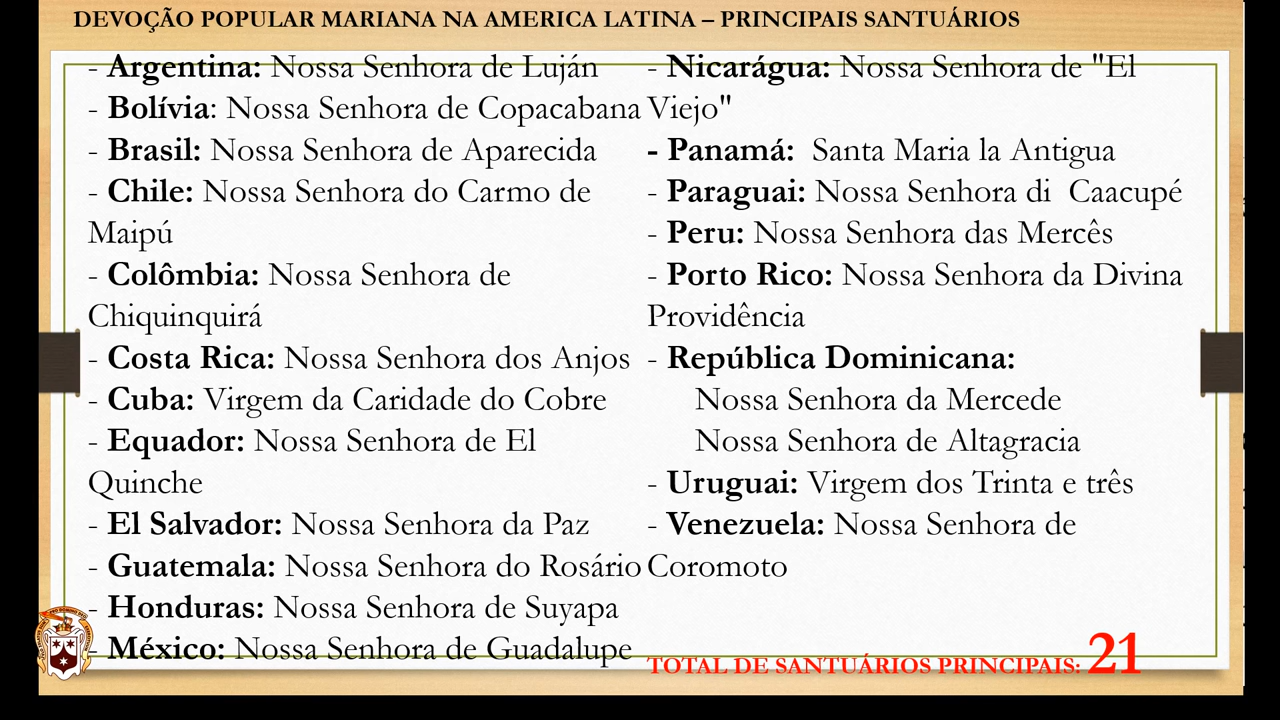 DEVOÇÃO POPULAR MARIANA NA AMERICA LATINA – PRINCIPAIS SANTUÁRIOS
- Argentina: Nossa Senhora de Luján
- Bolívia: Nossa Senhora de Copacabana
- Brasil: Nossa Senhora de Aparecida
- Chile: Nossa Senhora do Carmo de
Maipú
- Colômbia: Nossa Senhora de
Chiquinquirá
- Costa Rica: Nossa Senhora dos Anjos
- Cuba: Virgem da Caridade do Cobre
- Equador: Nossa Senhora de El
Quinche
- El Salvador: Nossa Senhora da Paz
- Guatemala: Nossa Senhora do Rosário
- Honduras: Nossa Senhora de Suyapa
- México: Nossa Senhora de Guadalupe
- Nicarágua: Nossa Senhora de "El
Viejo"
- Panamá:  Santa Maria la Antigua
- Paraguai: Nossa Senhora di  Caacupé
- Peru: Nossa Senhora das Mercês
- Porto Rico: Nossa Senhora da Divina
Providência
- República Dominicana:
Nossa Senhora da Mercede
Nossa Senhora de Altagracia
- Uruguai: Virgem dos Trinta e três
- Venezuela: Nossa Senhora de
Coromoto
TOTAL DE SANTUÁRIOS PRINCIPAIS: 21